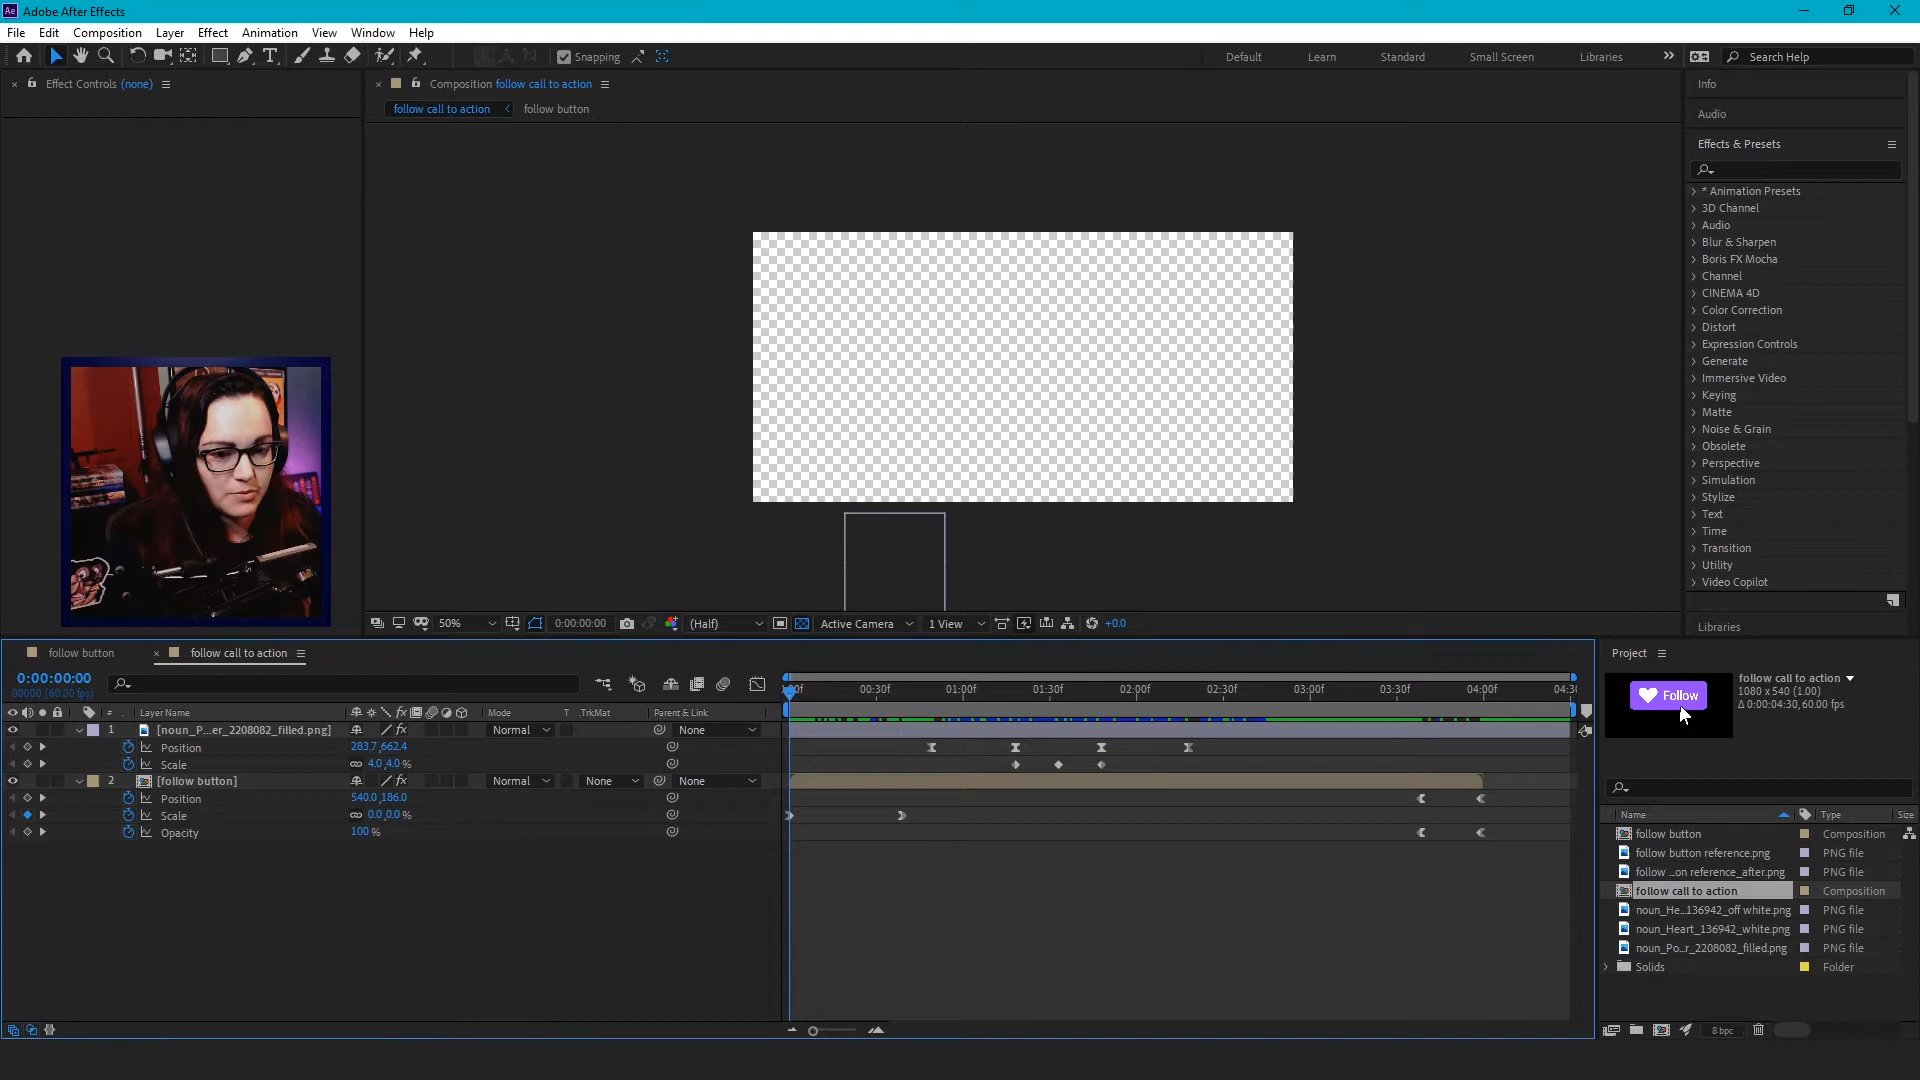 Ae Adobe After Effects
File Edit Composition Layer Effect Animation View Window Help
Snapping Default Learn Standard Small Screen Libraries » Search Help
Effect Controls (none)
Composition follow call to action
follow call to action follow button
Info
Audio
Effects & Presets
* Animation Presets
3D Channel
Audio
Blur & Sharpen
Boris FX Mocha
Channel
CINEMA 4D
Color Correction
Distort
Expression Controls
Generate
Immersive Video
Keying
Matte
Noise & Grain
Obsolete
Perspective
Simulation
Stylize
Text
Time
Transition
Utility
Video Copilot
Libraries
50% 0:00:00:00 (Half) Active Camera 1 View +0.0
follow button follow call to action
0:00:00:00
00000 (60.00 fps)
:00f 00:30f 01:00f 01:30f 02:00f 02:30f 03:00f 03:30f 04:00f 04:30
# Layer Name Mode T TrkMat Parent & Link
1 [noun_P...er_2208082_filled.png] Normal None
Position 283.7,662.4
Scale 4.0,4.0%
2 [follow button] Normal None None
Position 540.0,186.0
Scale 0.0,0.0%
Opacity 100%
Project
Follow
follow call to action
1080 x 540 (1.00)
Δ 0:00:04:30, 60.00 fps
Name Type Size
follow button Composition
follow button reference.png PNG file
follow ...on reference_after.png PNG file
follow call to action Composition
noun_He...136942_off white.png PNG file
noun_Heart_136942_white.png PNG file
noun_Po...r_2208082_filled.png PNG file
Solids Folder
8 bpc